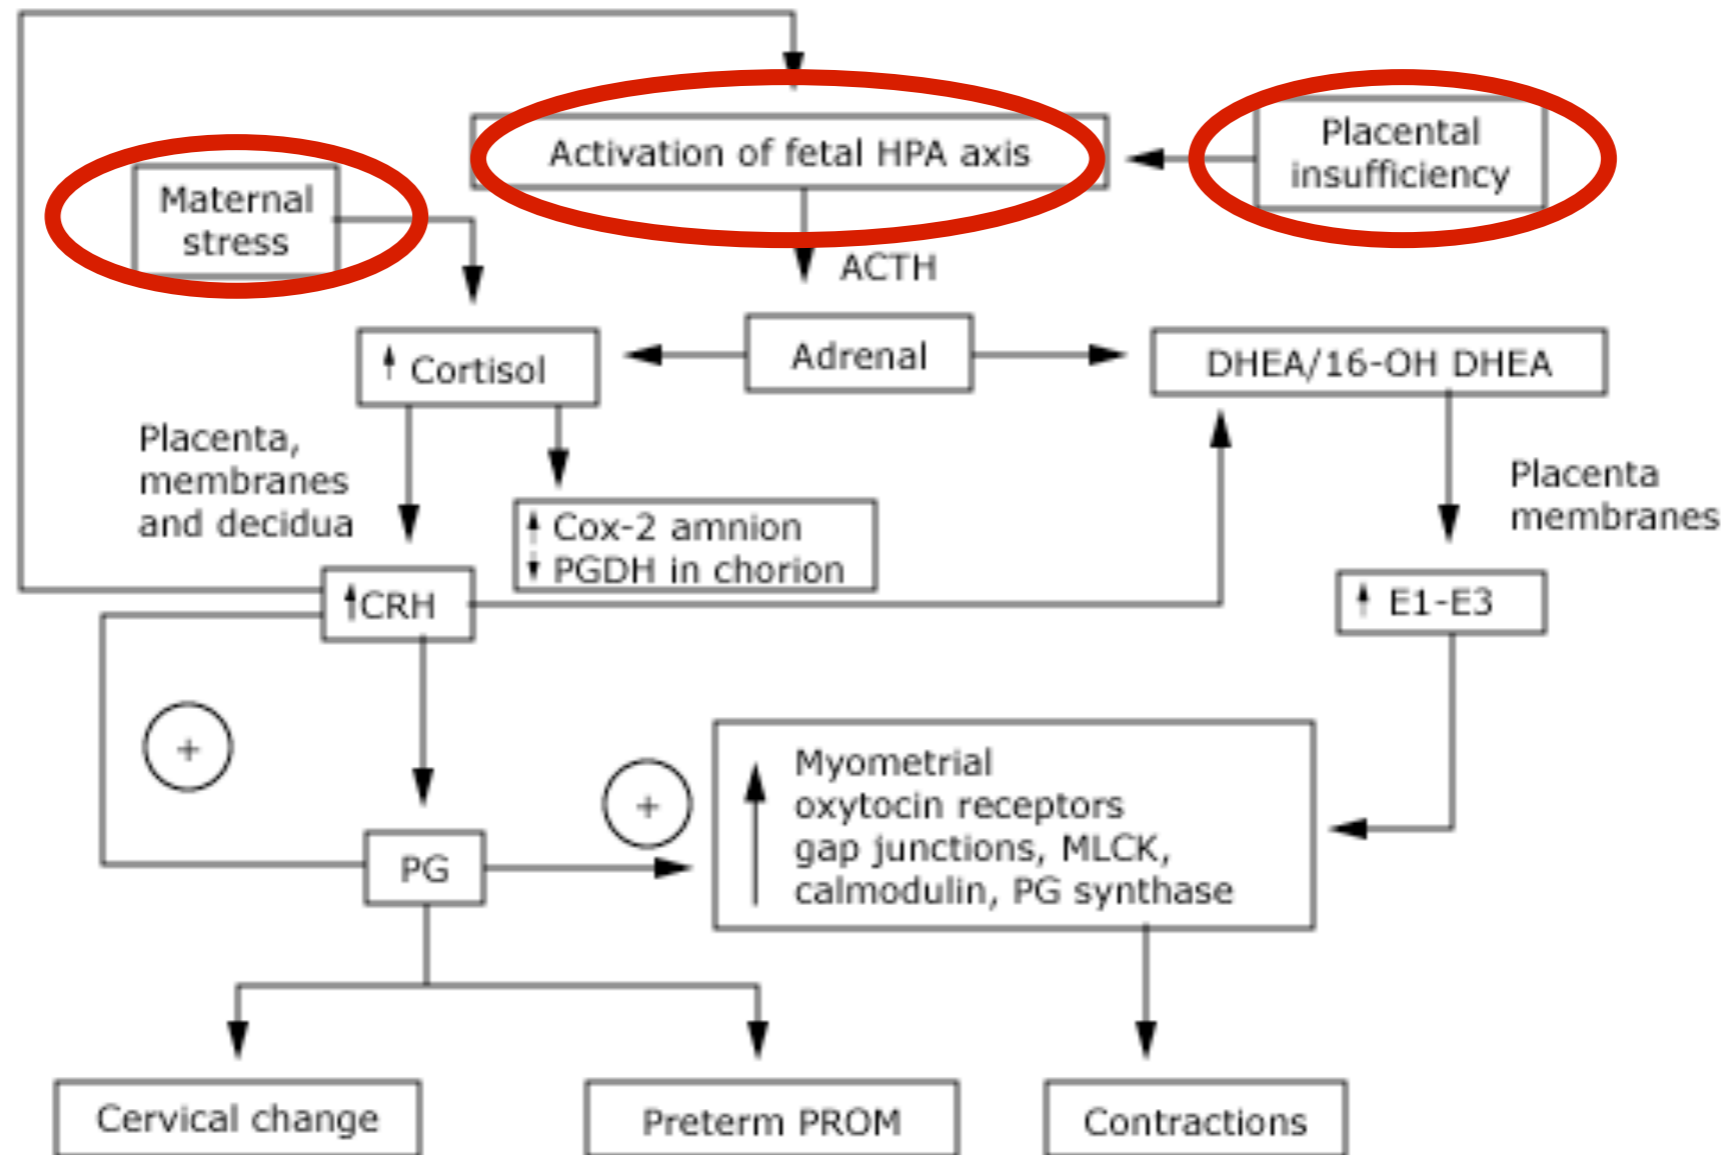 Activation of fetal HPA axis
Placental
insufficiency
Maternal
stress
ACTH
↑ Cortisol
Adrenal
DHEA/16-OH DHEA
Placenta,
membranes
and decidua
↑ Cox-2 amnion
↓ PGDH in chorion
Placenta
membranes
↑CRH
↑ E1-E3
+
+
Myometrial
oxytocin receptors
gap junctions, MLCK,
calmodulin, PG synthase
PG
Cervical change
Preterm PROM
Contractions